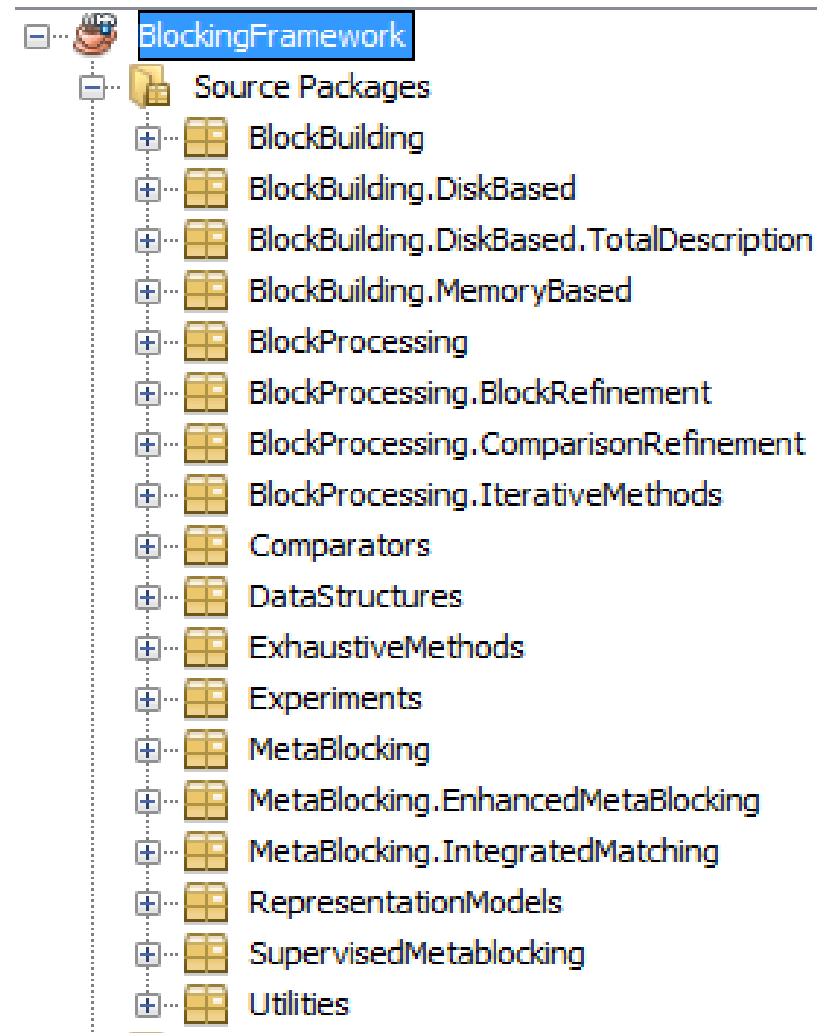 BlockingFramework
Source Packages
BlockBuilding
BlockBuilding.DiskBased
BlockBuilding.DiskBased.TotalDescription
BlockBuilding.MemoryBased
BlockProcessing
BlockProcessing.BlockRefinement
BlockProcessing.ComparisonRefinement
BlockProcessing.IterativeMethods
Comparators
DataStructures
ExhaustiveMethods
Experiments
MetaBlocking
MetaBlocking.EnhancedMetaBlocking
MetaBlocking.IntegratedMatching
RepresentationModels
SupervisedMetablocking
Utilities